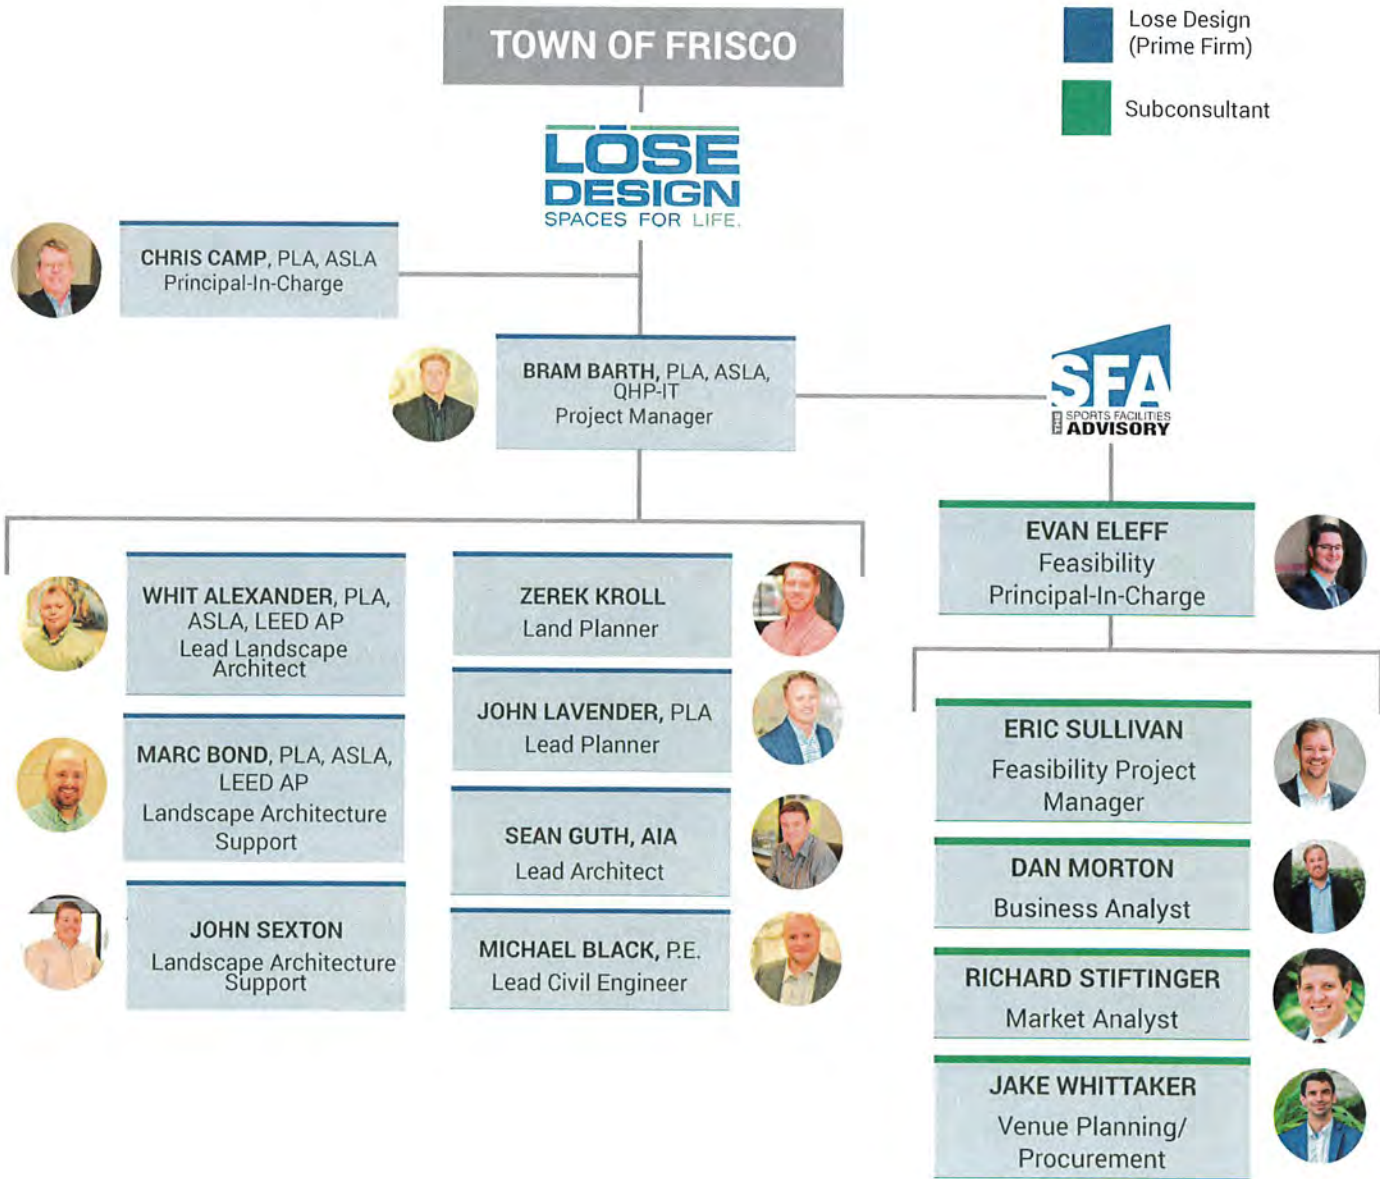 TOWN OF FRISCO
Lose Design
(Prime Firm)
Subconsultant
LŌSE
DESIGN
SPACES FOR LIFE.
CHRIS CAMP, PLA, ASLA
Principal-In-Charge
BRAM BARTH, PLA, ASLA,
QHP-IT
Project Manager
SFA
THE SPORTS FACILITIES
ADVISORY
WHIT ALEXANDER, PLA,
ASLA, LEED AP
Lead Landscape
Architect
MARC BOND, PLA, ASLA,
LEED AP
Landscape Architecture
Support
JOHN SEXTON
Landscape Architecture
Support
ZEREK KROLL
Land Planner
JOHN LAVENDER, PLA
Lead Planner
SEAN GUTH, AIA
Lead Architect
MICHAEL BLACK, P.E.
Lead Civil Engineer
EVAN ELEFF
Feasibility
Principal-In-Charge
ERIC SULLIVAN
Feasibility Project
Manager
DAN MORTON
Business Analyst
RICHARD STIFTINGER
Market Analyst
JAKE WHITTAKER
Venue Planning/
Procurement